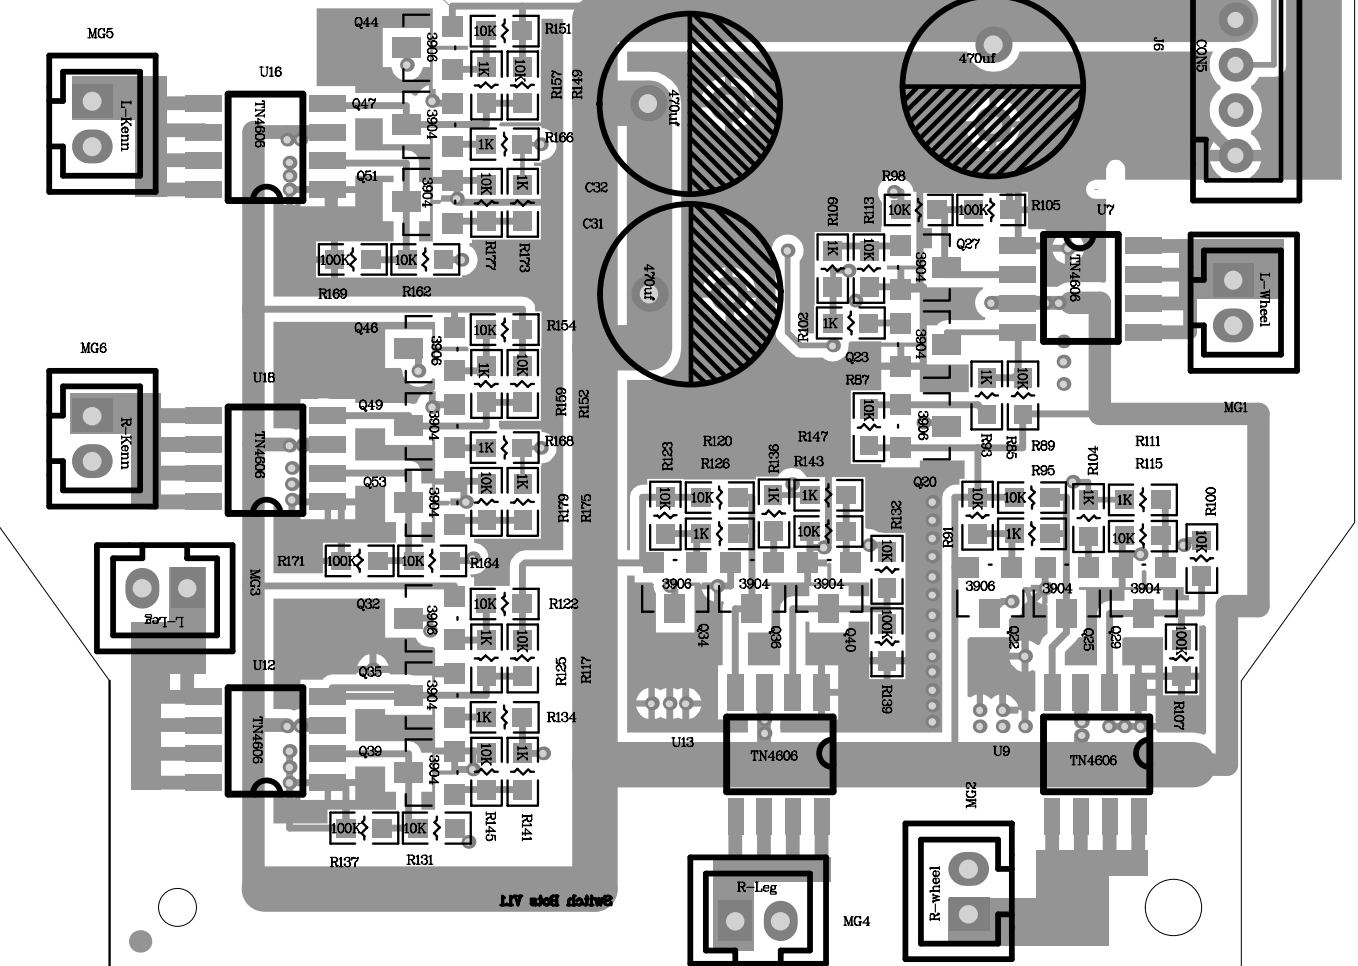 MG5
U16
L-Kenn
TN4606
Q44
3906
10K
R151
1K
10K
R157
R149
Q47
3904
1K
R166
Q51
3904
10K
1K
R177
R173
100K
10K
R169
R162
C32
C31
470uf
470uf
470uf
J6
CON5
R98
10K
100K
R105
U7
R109
R113
1K
10K
Q27
3904
TN4606
L-Wheel
R102
1K
3904
Q23
R87
10K
3906
1K
10K
R93
R85
R89
MG1
Q20
MG6
U18
R-Kenn
TN4606
Q46
3906
10K
R154
1K
10K
R159
R152
Q49
3904
1K
R168
Q53
3904
10K
1K
R179
R175
R171
100K
10K
R164
MG3
L-Leg
U12
TN4606
Q32
3906
10K
R122
1K
10K
R125
R117
Q35
3904
1K
R134
Q39
3904
10K
1K
R145
R141
100K
10K
R137
R131
R123
R120
R126
R136
R147
R143
R132
10K
10K
1K
1K
1K
10K
10K
3906
3904
3904
Q34
Q36
Q40
100K
R139
U13
TN4606
R-Leg
MG4
R91
R95
R104
R111
R115
R100
10K
10K
1K
1K
1K
10K
10K
3906
3904
3904
Q22
Q25
Q29
100K
R107
U9
TN4606
MG2
R-wheel
Switch Bots V1.1